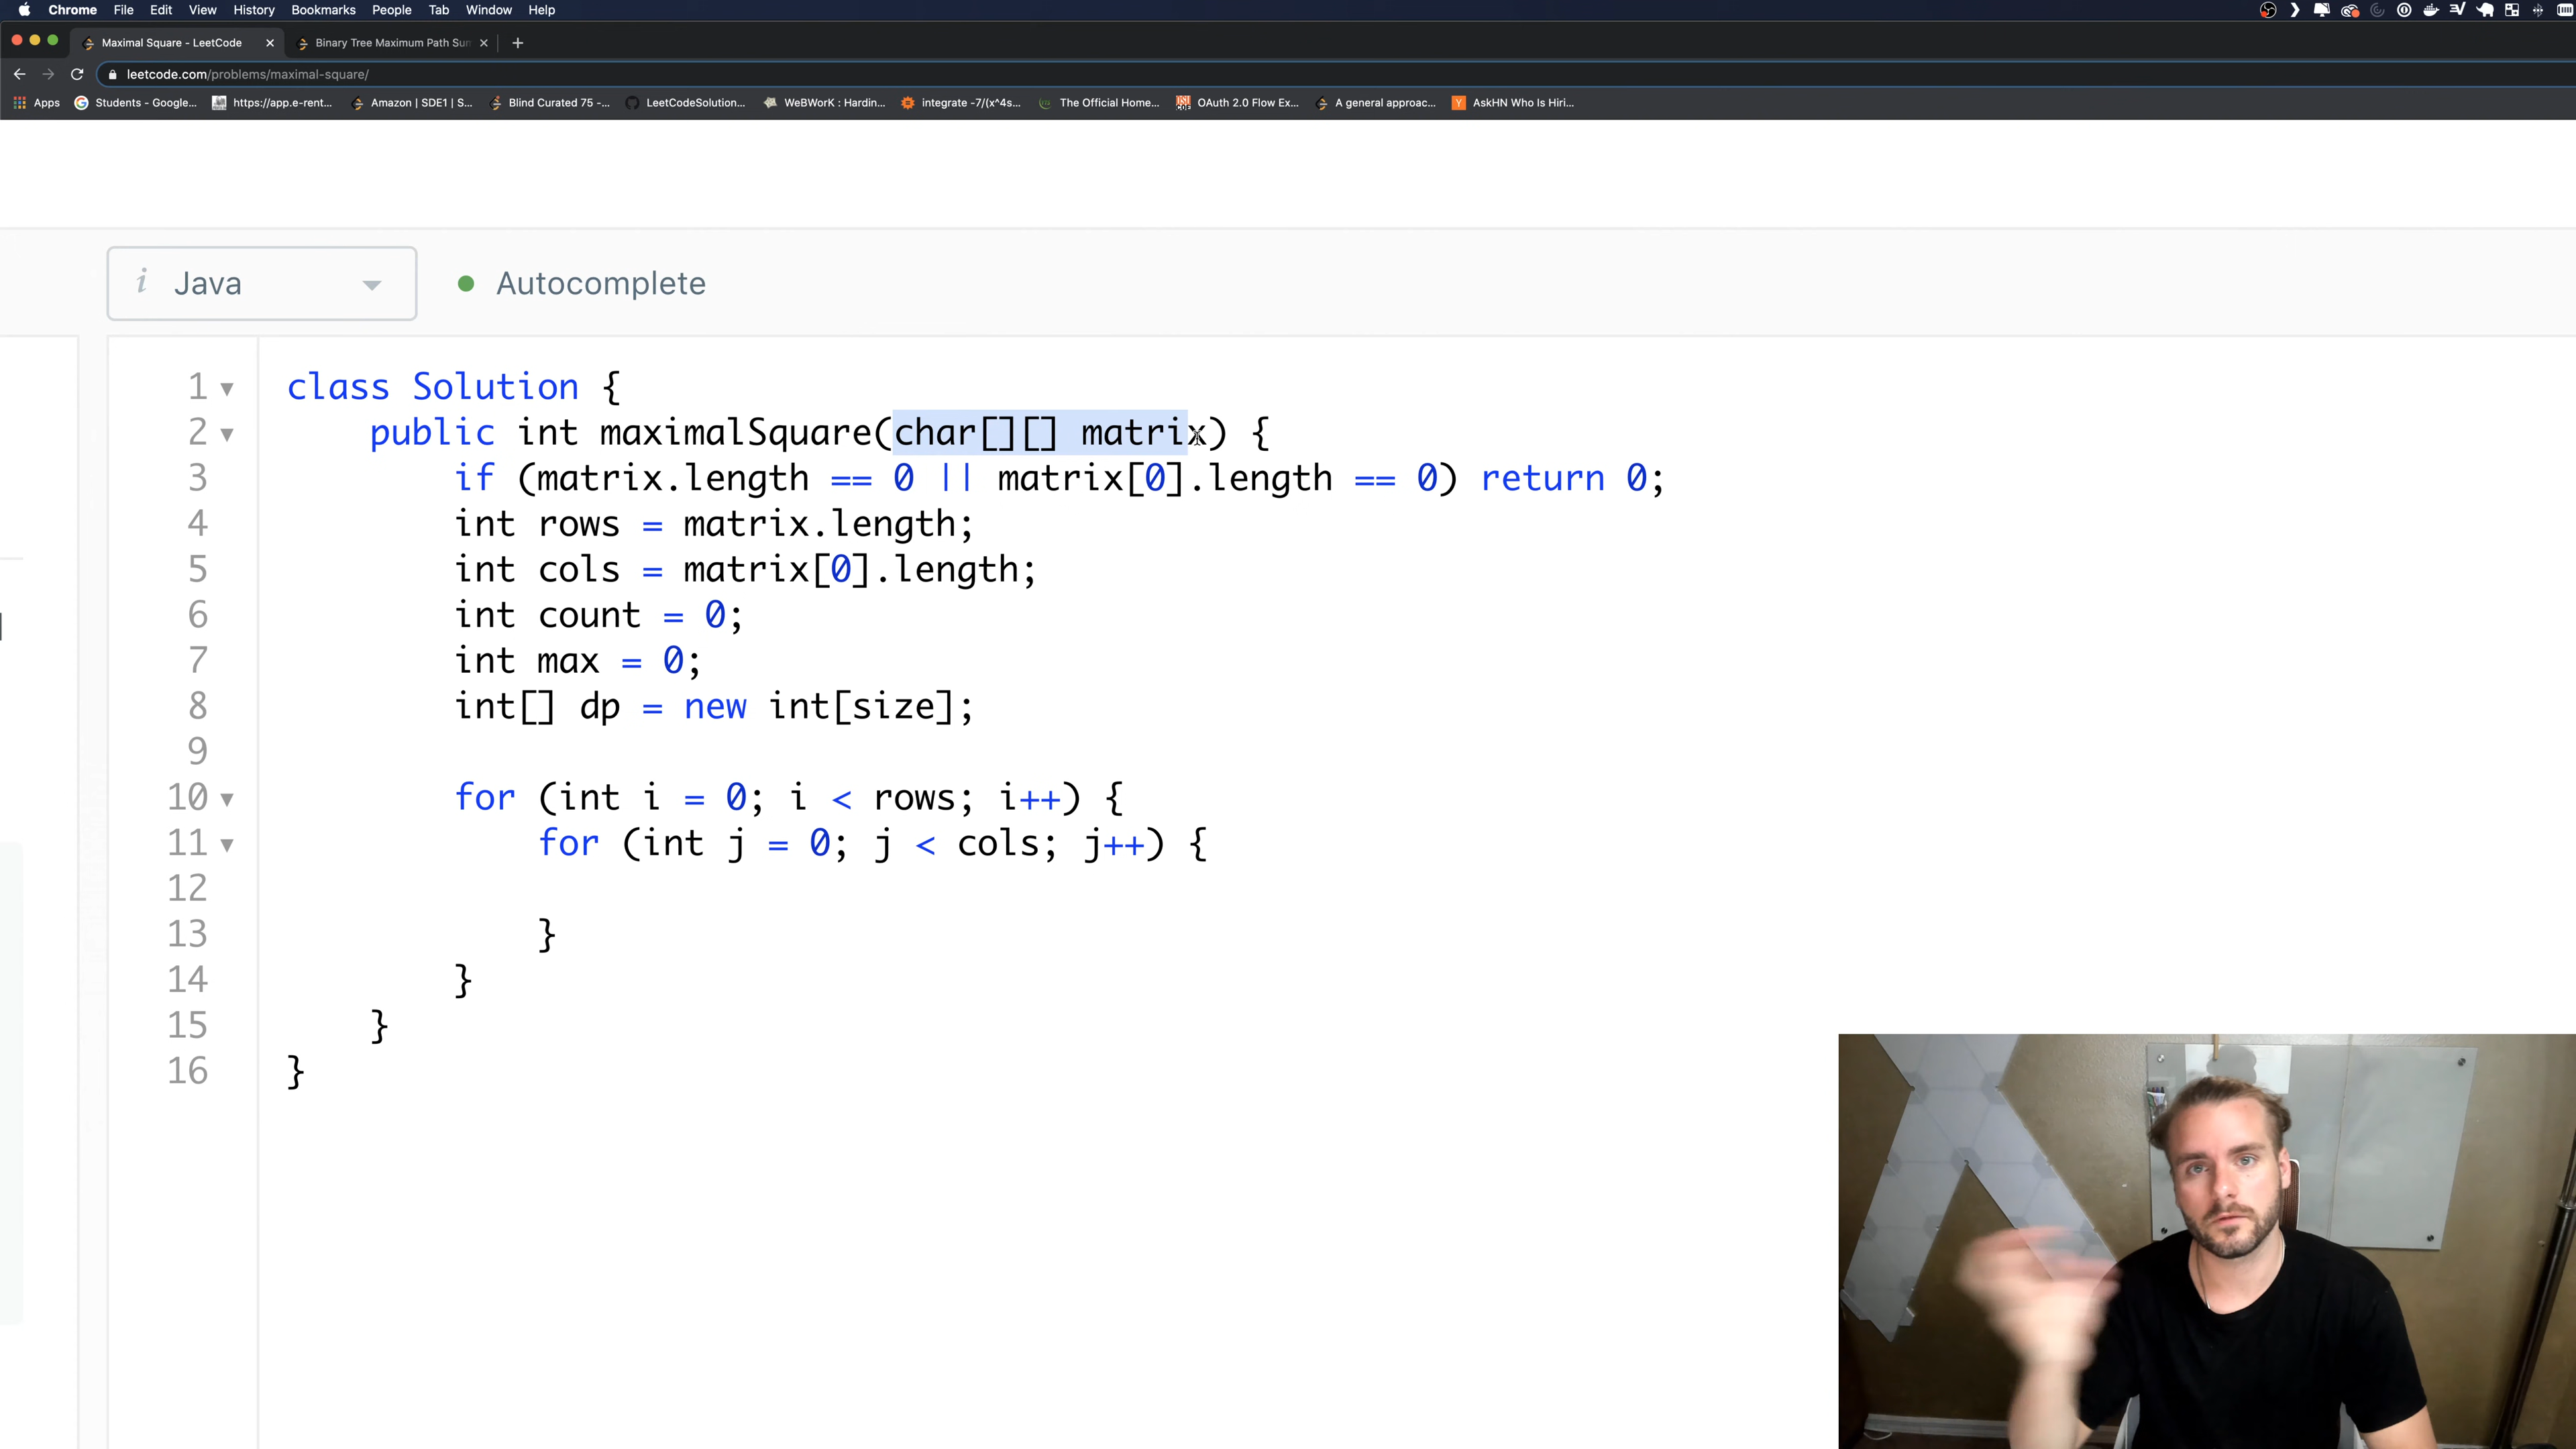 Chrome File Edit View History Bookmarks People Tab Window Help
Maximal Square - LeetCode Binary Tree Maximum Path Sum
leetcode.com/problems/maximal-square/
Apps Students - Google... https://app.e-rent... Amazon | SDE1 | S... Blind Curated 75 -... LeetCodeSolution... WeBWorK : Hardin... integrate -7/(x^4s... The Official Home... OAuth 2.0 Flow Ex... A general approac... AskHN Who Is Hiri...
i Java Autocomplete
1 class Solution {
2 public int maximalSquare(char[][] matrix) {
3 if (matrix.length == 0 || matrix[0].length == 0) return 0;
4 int rows = matrix.length;
5 int cols = matrix[0].length;
6 int count = 0;
7 int max = 0;
8 int[] dp = new int[size];
9
10 for (int i = 0; i < rows; i++) {
11 for (int j = 0; j < cols; j++) {
12
13 }
14 }
15 }
16 }